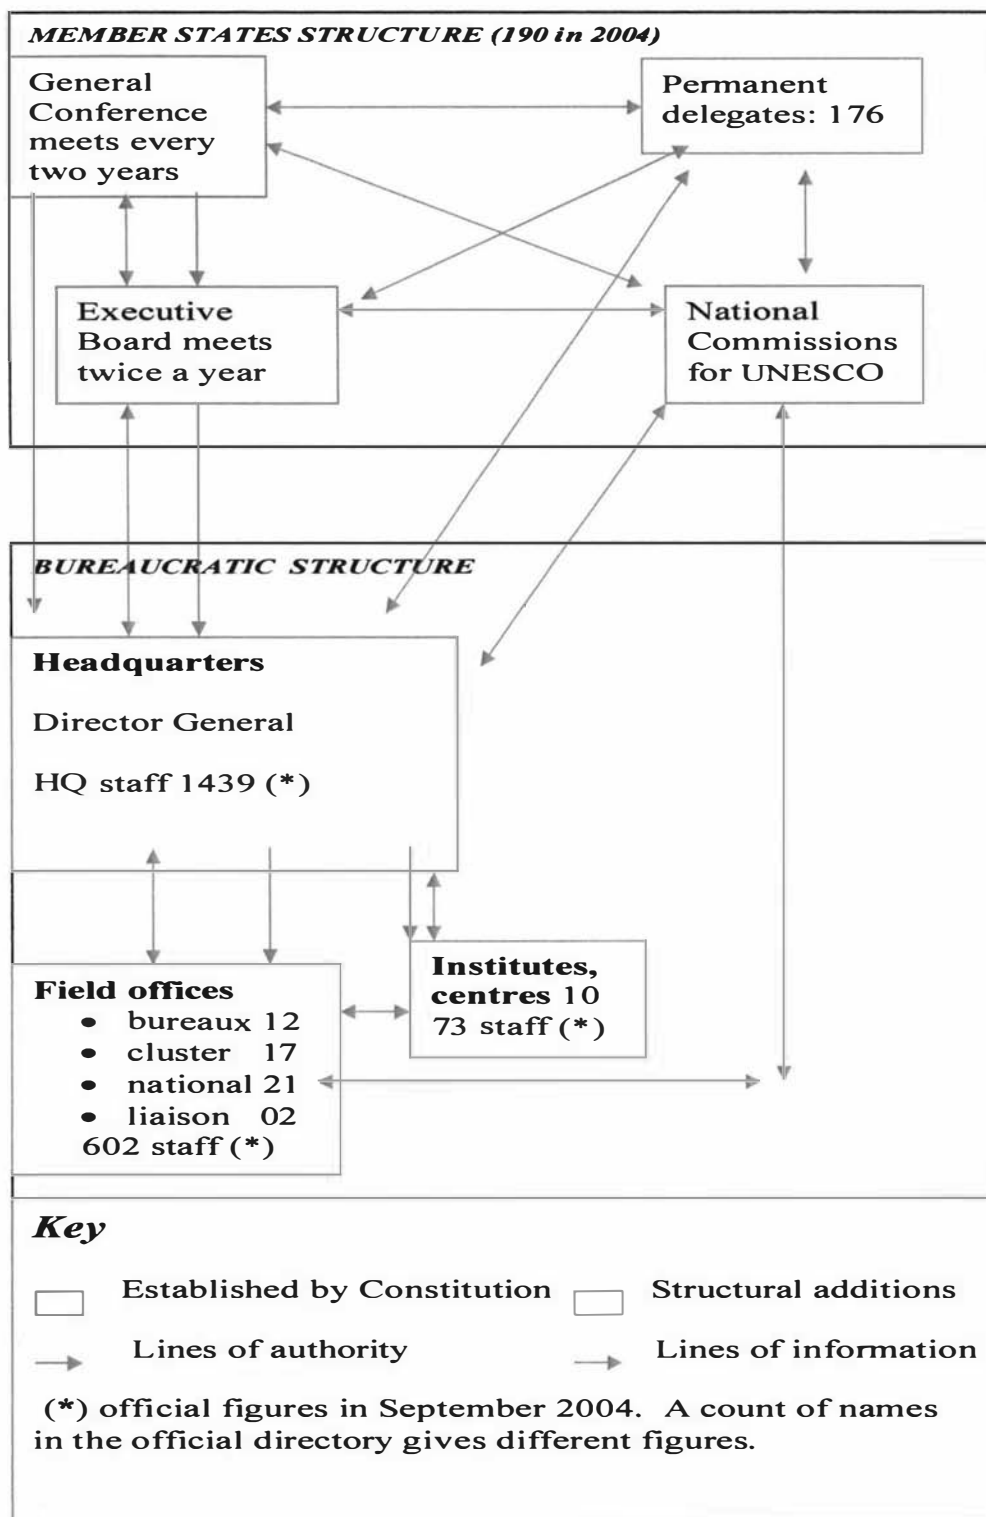 MEMBER STATES STRUCTURE (190 in 2004)
General
Conference
meets every
two years
Permanent
delegates: 176
Executive
Board meets
twice a year
National
Commissions
for UNESCO
BUREAUCRATIC STRUCTURE
Headquarters
Director General
HQ staff 1439 (*)
Field offices
• bureaux 12
• cluster 17
• national 21
• liaison 02
602 staff (*)
Institutes,
centres 10
73 staff (*)
Key
Established by Constitution
Structural additions
Lines of authority
Lines of information
(*) official figures in September 2004. A count of names
in the official directory gives different figures.